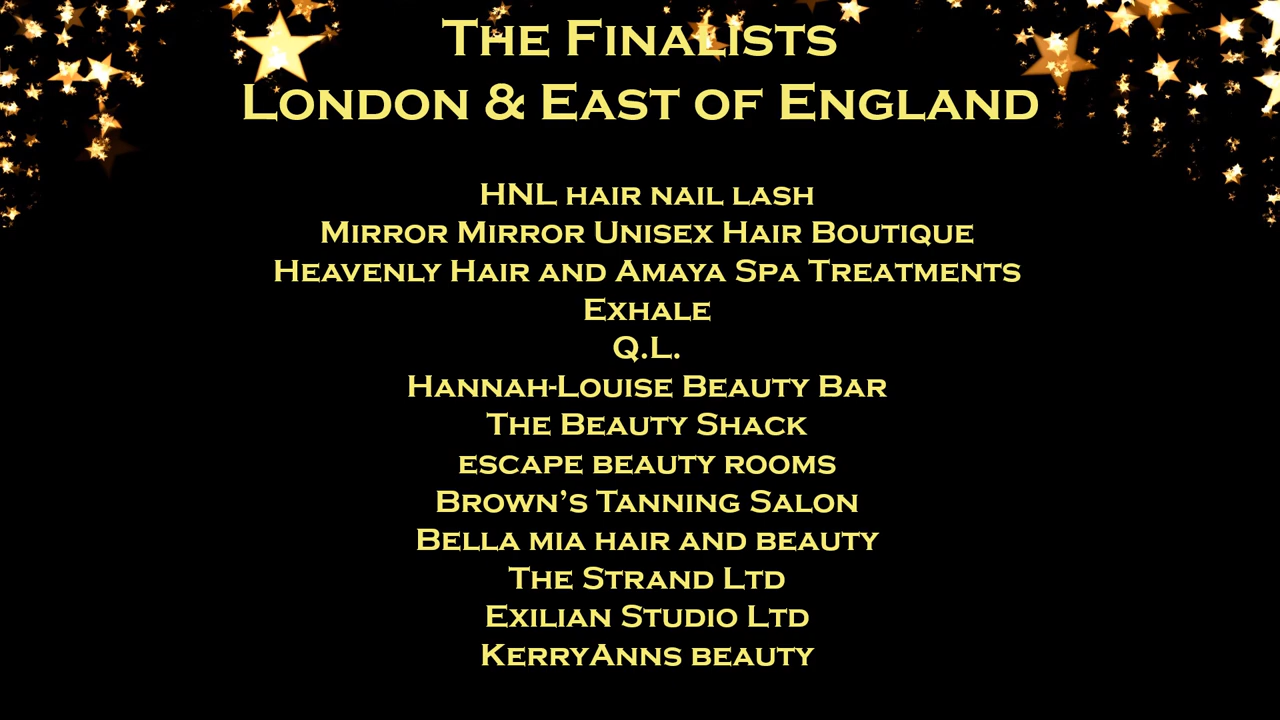 The Finalists
London & East of England
HNL hair nail lash
Mirror Mirror Unisex Hair Boutique
Heavenly Hair and Amaya Spa Treatments
Exhale
Q.L.
Hannah-Louise Beauty Bar
The Beauty Shack
escape beauty rooms
Brown’s Tanning Salon
Bella mia hair and beauty
The Strand Ltd
Exilian Studio Ltd
KerryAnns beauty